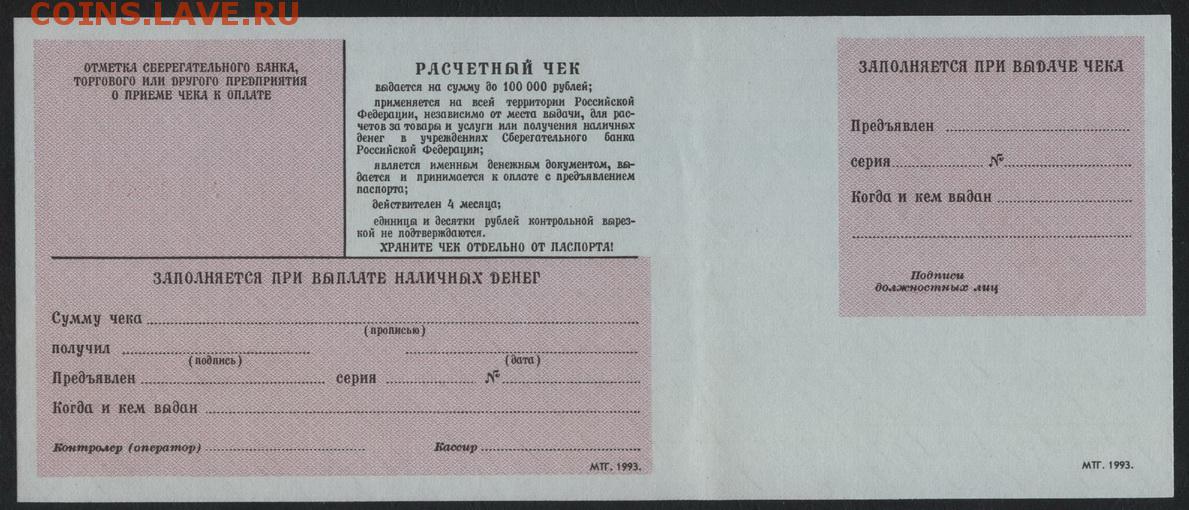 COINS.LAVE.RU
ОТМЕТКА СБЕРЕГАТЕЛЬНОГО БАНКА,
ТОРГОВОГО ИЛИ ДРУГОГО ПРЕДПРИЯТИЯ
О ПРИЕМЕ ЧЕКА К ОПЛАТЕ
РАСЧЕТНЫЙ ЧЕК
выдается на сумму до 100 000 рублей;
применяется на всей территории Российской
Федерации, независимо от места выдачи, для рас-
четов за товары и услуги или получения наличных
денег в учреждениях Сберегательного банка
Российской Федерации;
является именным денежным документом, вы-
дается и принимается к оплате с предъявлением
паспорта;
действителен 4 месяца;
единицы и десятки рублей контрольной вырез-
кой не подтверждаются.
ХРАНИТЕ ЧЕК ОТДЕЛЬНО ОТ ПАСПОРТА!
ЗАПОЛНЯЕТСЯ ПРИ ВЫПЛАТЕ НАЛИЧНЫХ ДЕНЕГ
Сумму чека
(прописью)
получил
(подпись) (дата)
Предъявлен серия №
Когда и кем выдан
Контролер (оператор) Кассир
МТГ. 1993.
ЗАПОЛНЯЕТСЯ ПРИ ВЫДАЧЕ ЧЕКА
Предъявлен
серия №
Когда и кем выдан
Подписи
должностных лиц
МТГ. 1993.